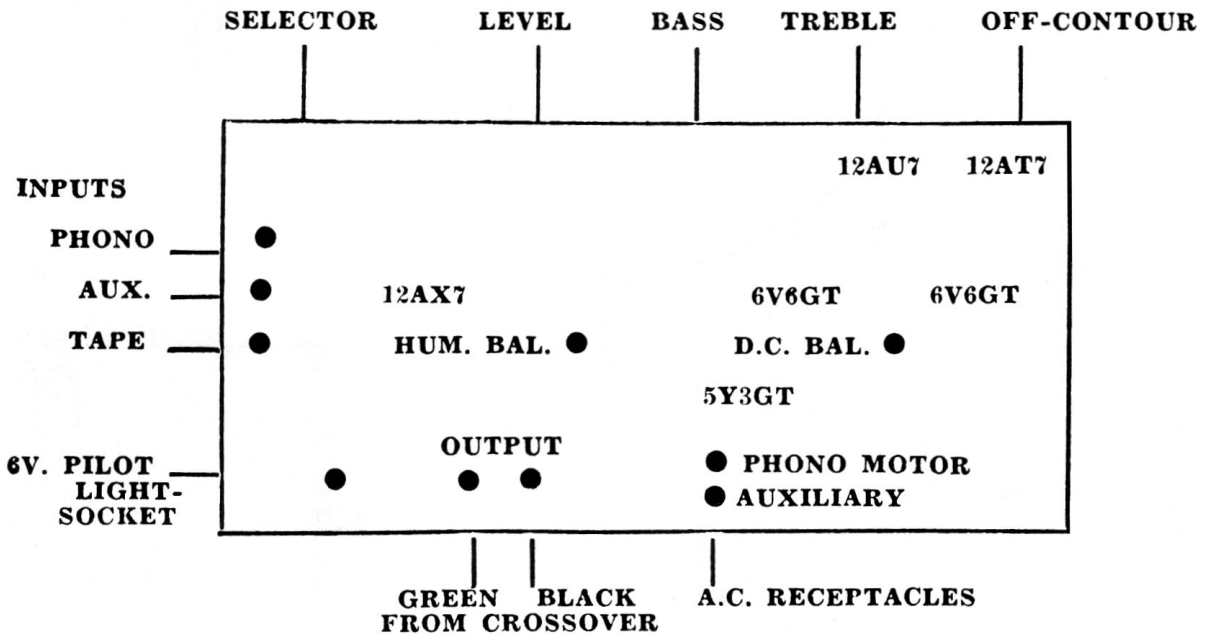 SELECTOR LEVEL BASS TREBLE OFF-CONTOUR
12AU7 12AT7
INPUTS
PHONO
AUX. 12AX7 6V6GT 6V6GT
TAPE HUM. BAL. D.C. BAL.
5Y3GT
OUTPUT
6V. PILOT PHONO MOTOR
LIGHT- AUXILIARY
SOCKET
GREEN BLACK A.C. RECEPTACLES
FROM CROSSOVER